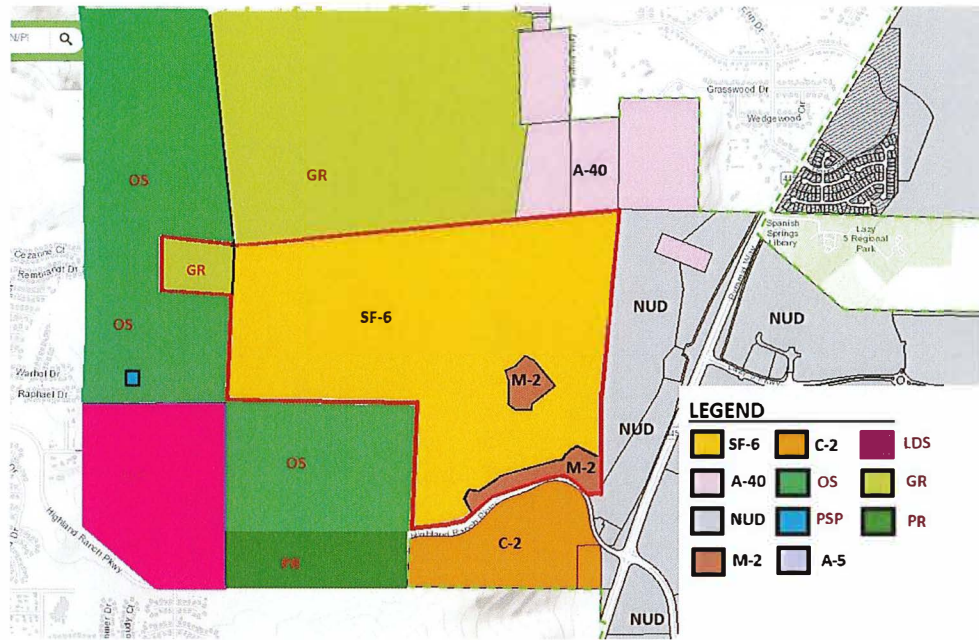 Grasswood Dr
Wedgewood
Cir
A-40
OS
GR
Spanish
Springs
Library
Lazy
5 Regional
Park
Cezanne Ct
Rembrandt Dr
GR
NUD
OS
SF-6
NUD
Warhol Dr
Raphael Dr
M-2
NUD
OS
M-2
Highland Ranch Pkwy
C-2
PR
NUD
LEGEND
SF-6 C-2 LDS
A-40 OS GR
NUD PSP PR
M-2 A-5